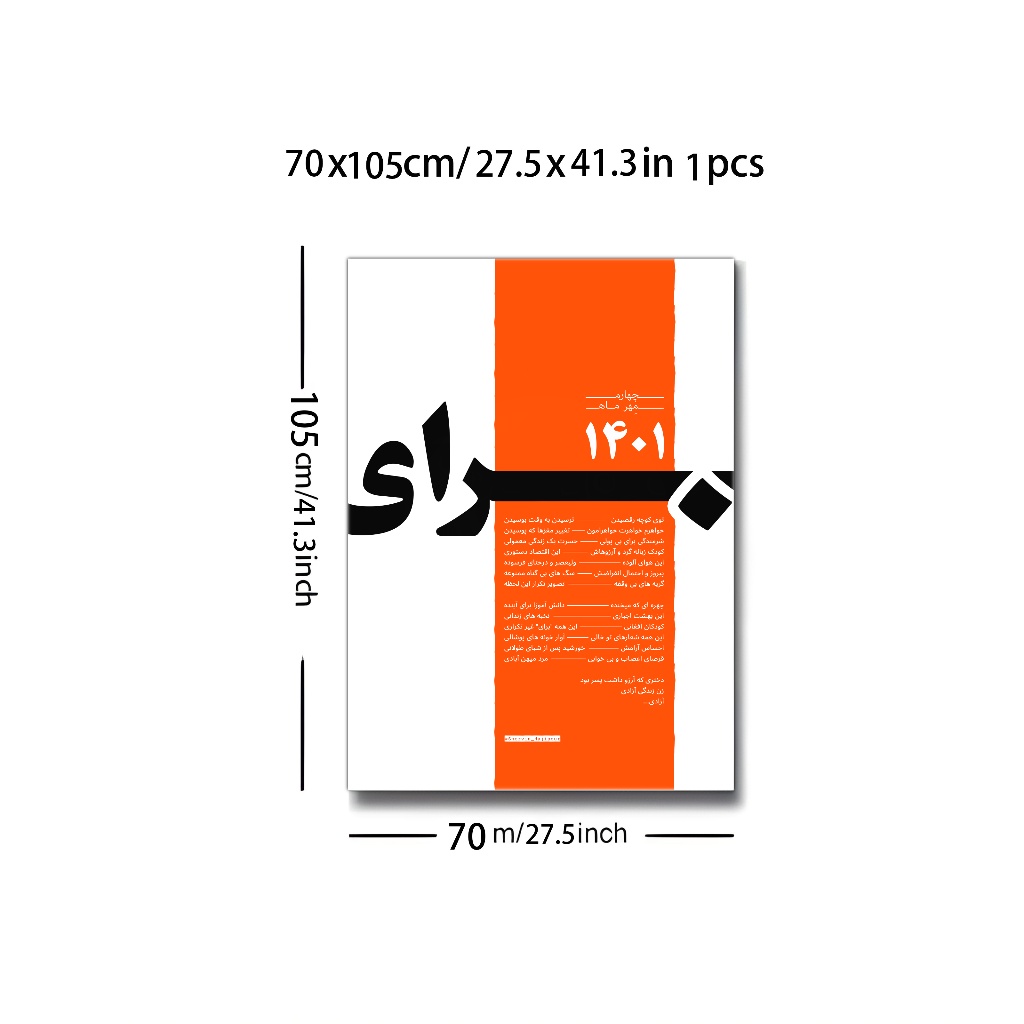 70x105cm/27.5x41.3in 1pcs
105cm/41.3inch
چهارم
مهر ماه
۱۴۰۱
برای
توی کوچه رقصیدن ترسیدن به وقت بوسیدن
خواهرم خواهرت خواهرامون تغییر مغزها که پوسیدن
شرمندگی برای بی پولی حسرت یک زندگی معمولی
کودک زباله گرد و آرزوهاش این اقتصاد دستوری
این هوای آلوده ولیعصر و درختای فرسوده
پیروز و احتمال انقراضش سگ های بی گناه ممنوعه
گریه های بی وقفه تصویر تکرار این لحظه
چهره ای که میخنده دانش آموزا برای آینده
این بهشت اجباری نخبه های زندانی
کودکان افغانی این همه "برای" غیر تکراری
این همه شعارهای تو خالی آوار خونه های پوشالی
احساس آرامش خورشید پس از شبای طولانی
قرصای اعصاب و بی خوابی مرد میهن آبادی
دختری که آرزو داشت پسر بود
زن زندگی آزادی
آزادی...
70 m/27.5inch